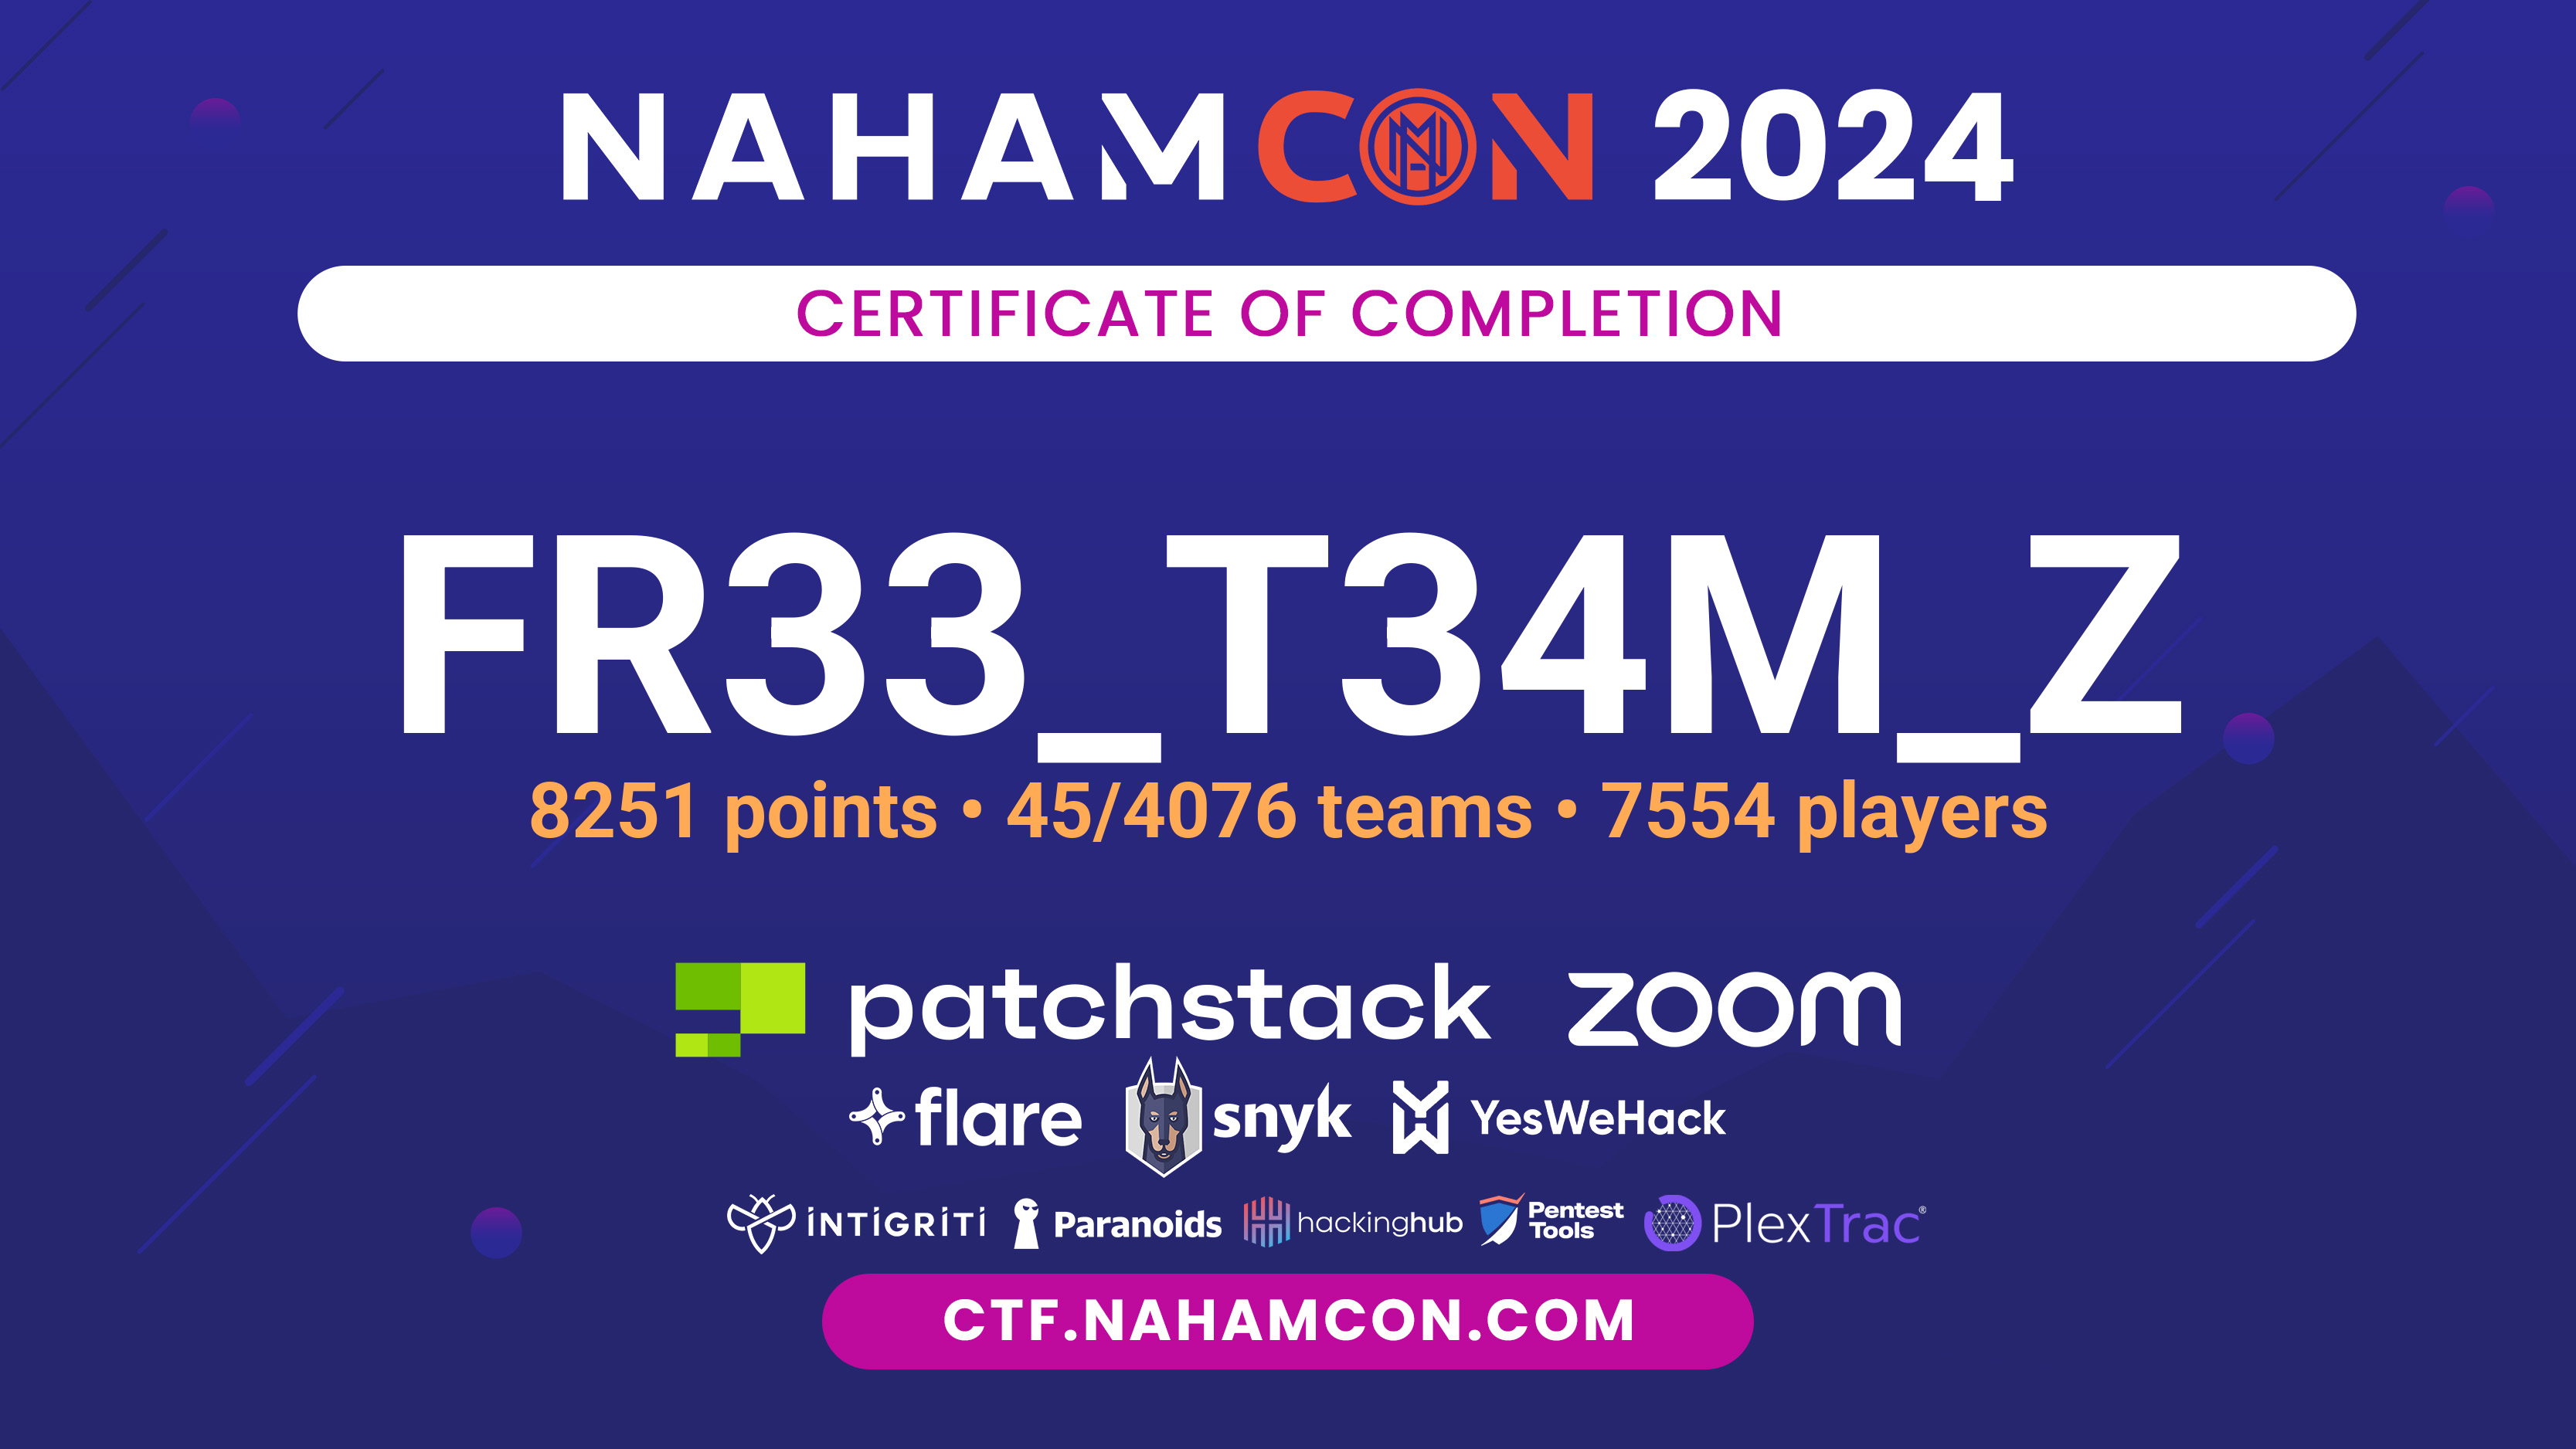 NAHAMCON 2024
CERTIFICATE OF COMPLETION
FR33_T34M_Z
8251 points • 45/4076 teams • 7554 players
patchstack zoom
flare snyk YesWeHack
INTIGRITI Paranoids hackinghub Pentest Tools PlexTrac®
CTF.NAHAMCON.COM